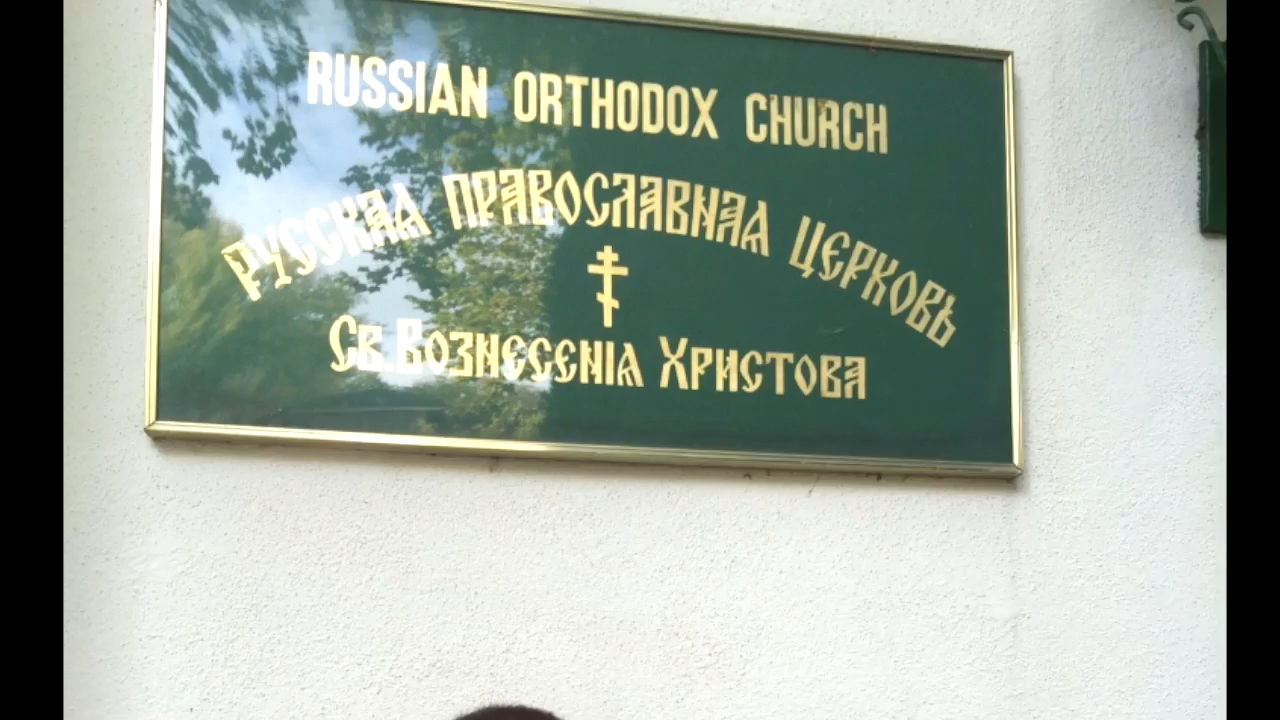 RUSSIAN ORTHODOX CHURCH
РУССКАЯ ПРАВОСЛАВНАЯ ЦЕРКОВЬ
СВ. ВОЗНЕСЕНІЯ ХРИСТОВА